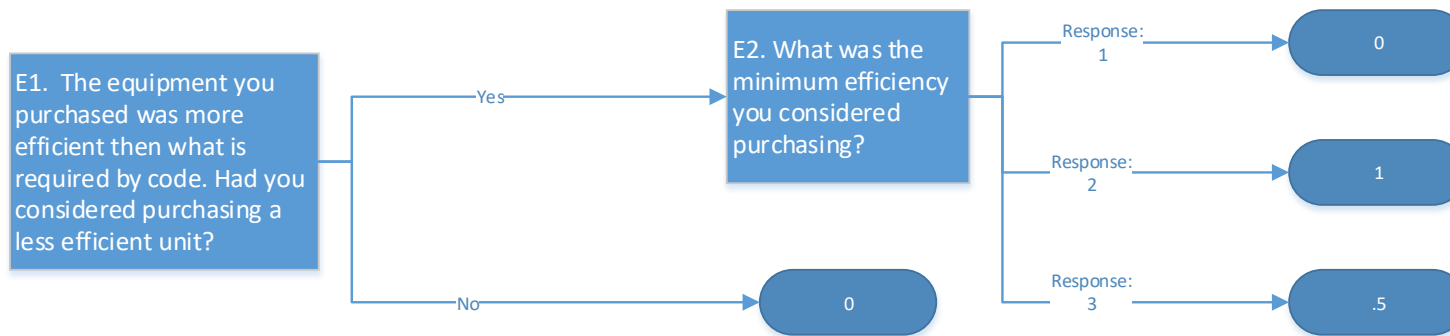 E1.  The equipment you
purchased was more
efficient then what is
required by code. Had you
considered purchasing a
less efficient unit?
Yes
No
0
E2. What was the
minimum efficiency
you considered
purchasing?
Response:
1
0
Response:
2
1
Response:
3
.5